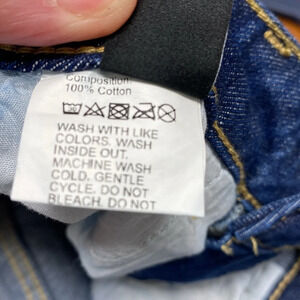 Composition
100% Cotton
WASH WITH LIKE
COLORS. WASH
INSIDE OUT.
MACHINE WASH
COLD. GENTLE
CYCLE. DO NOT
BLEACH. DO NOT